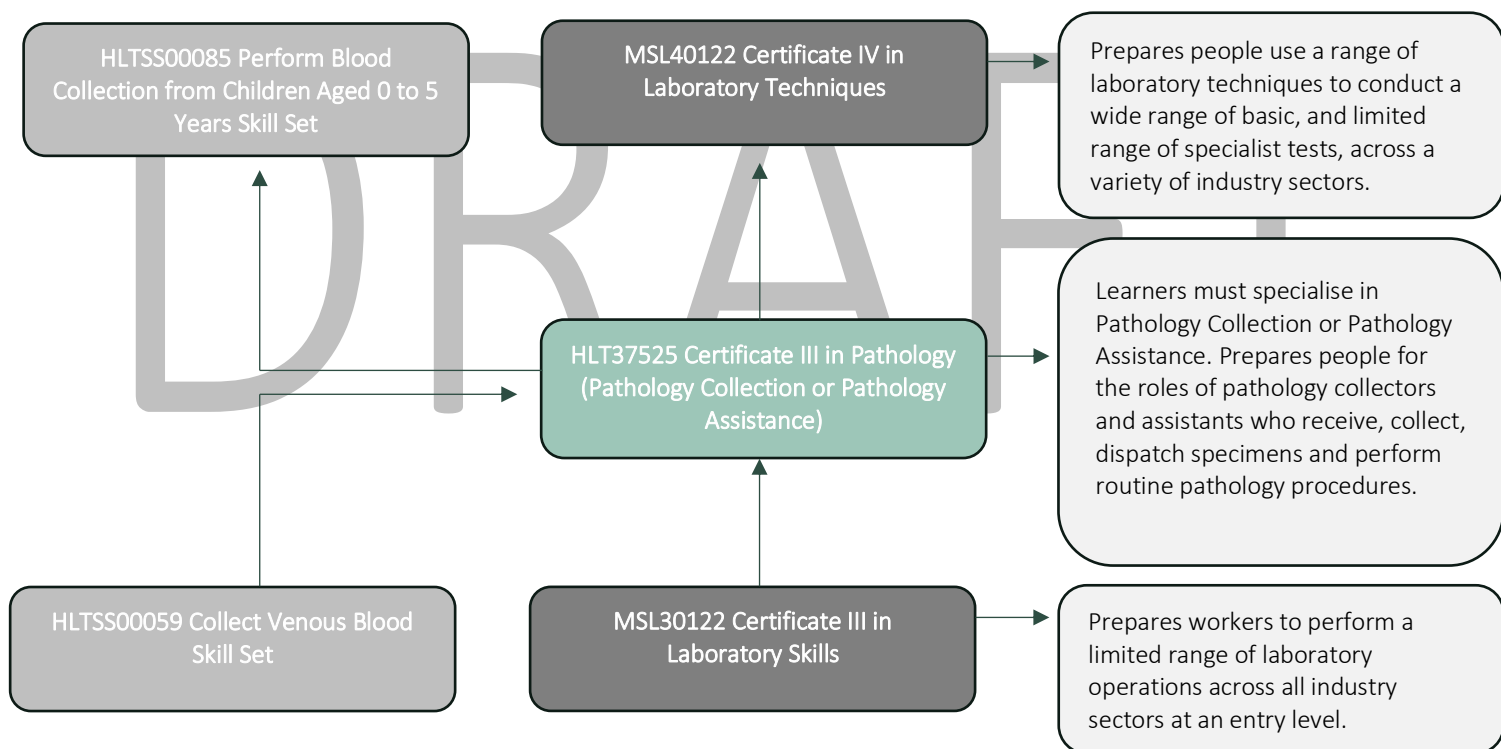 HLTSS00085 Perform Blood
Collection from Children Aged 0 to 5
Years Skill Set
MSL40122 Certificate IV in
Laboratory Techniques
Prepares people use a range of
laboratory techniques to conduct a
wide range of basic, and limited
range of specialist tests, across a
variety of industry sectors.
DRAFT
HLT37525 Certificate III in Pathology
(Pathology Collection or Pathology
Assistance)
Learners must specialise in
Pathology Collection or Pathology
Assistance. Prepares people for
the roles of pathology collectors
and assistants who receive, collect,
dispatch specimens and perform
routine pathology procedures.
HLTSS00059 Collect Venous Blood
Skill Set
MSL30122 Certificate III in
Laboratory Skills
Prepares workers to perform a
limited range of laboratory
operations across all industry
sectors at an entry level.